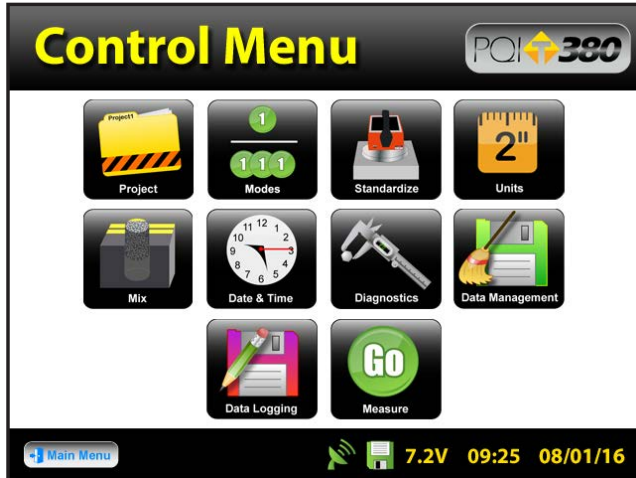 Control Menu
PQI T 380
Project1
Project
1
1 1 1
Modes
Standardize
2"
Units
Mix
11 12 1
10 2
9 3
8 4
7 6 5
Date & Time
Diagnostics
Data Management
Data Logging
Go
Measure
Main Menu
7.2V 09:25 08/01/16